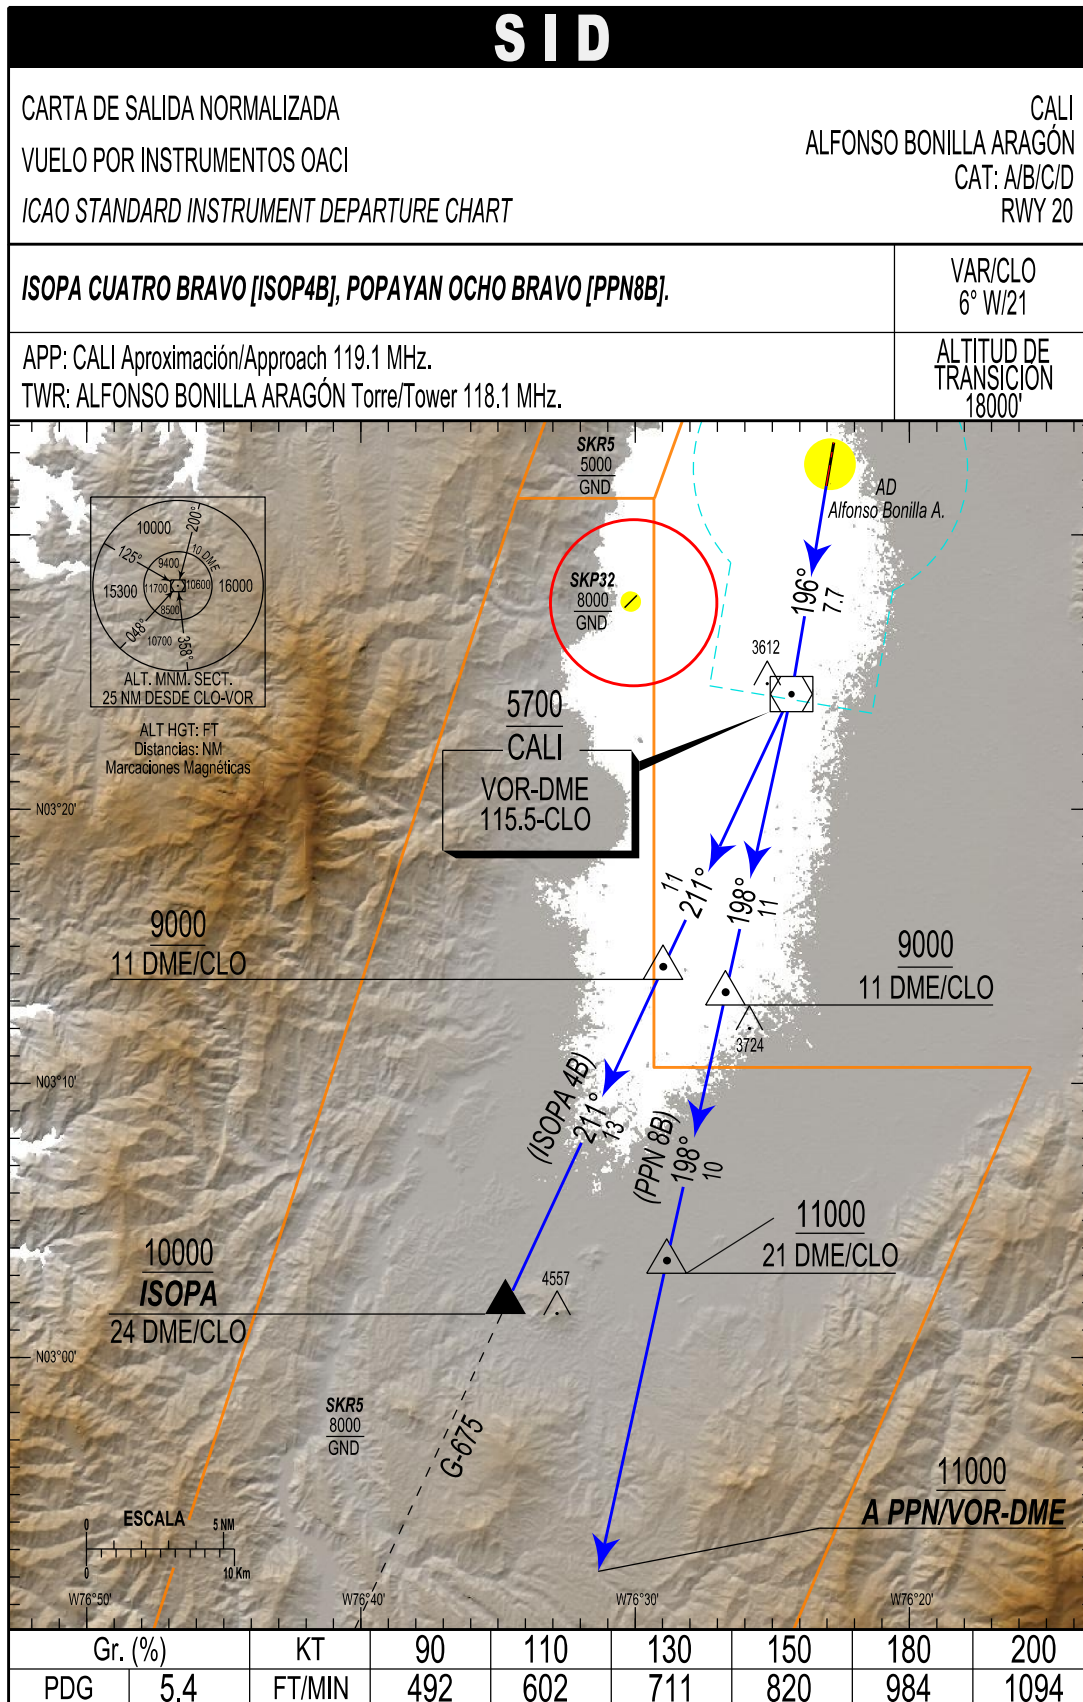 SID
CARTA DE SALIDA NORMALIZADA
VUELO POR INSTRUMENTOS OACI
ICAO STANDARD INSTRUMENT DEPARTURE CHART
CALI
ALFONSO BONILLA ARAGÓN
CAT: A/B/C/D
RWY 20
ISOPA CUATRO BRAVO [ISOP4B], POPAYAN OCHO BRAVO [PPN8B].
VAR/CLO
6° W/21
APP: CALI Aproximación/Approach 119.1 MHz.
TWR: ALFONSO BONILLA ARAGÓN Torre/Tower 118.1 MHz.
ALTITUD DE
TRANSICIÓN
18000'
SKR5
5000
GND
AD
Alfonso Bonilla A.
10000
200°
125°
10 DME
9400
15300
11700
10600
16000
8500
048°
10700
358°
ALT. MNM. SECT.
25 NM DESDE CLO-VOR
ALT HGT: FT
Distancias: NM
Marcaciones Magnéticas
SKP32
8000
GND
196°
7.7
3612
5700
CALI
VOR-DME
115.5-CLO
N03°20'
11
211°
198°
11
9000
11 DME/CLO
9000
11 DME/CLO
3724
N03°10'
(ISOPA 4B)
211°
13
(PPN 8B)
198°
10
11000
21 DME/CLO
10000
ISOPA
24 DME/CLO
4557
N03°00'
SKR5
8000
GND
G-675
11000
A PPN/VOR-DME
ESCALA
0
5 NM
0
10 Km
W76°50'
W76°40'
W76°30'
W76°20'
Gr. (%) KT 90 110 130 150 180 200
PDG 5.4 FT/MIN 492 602 711 820 984 1094